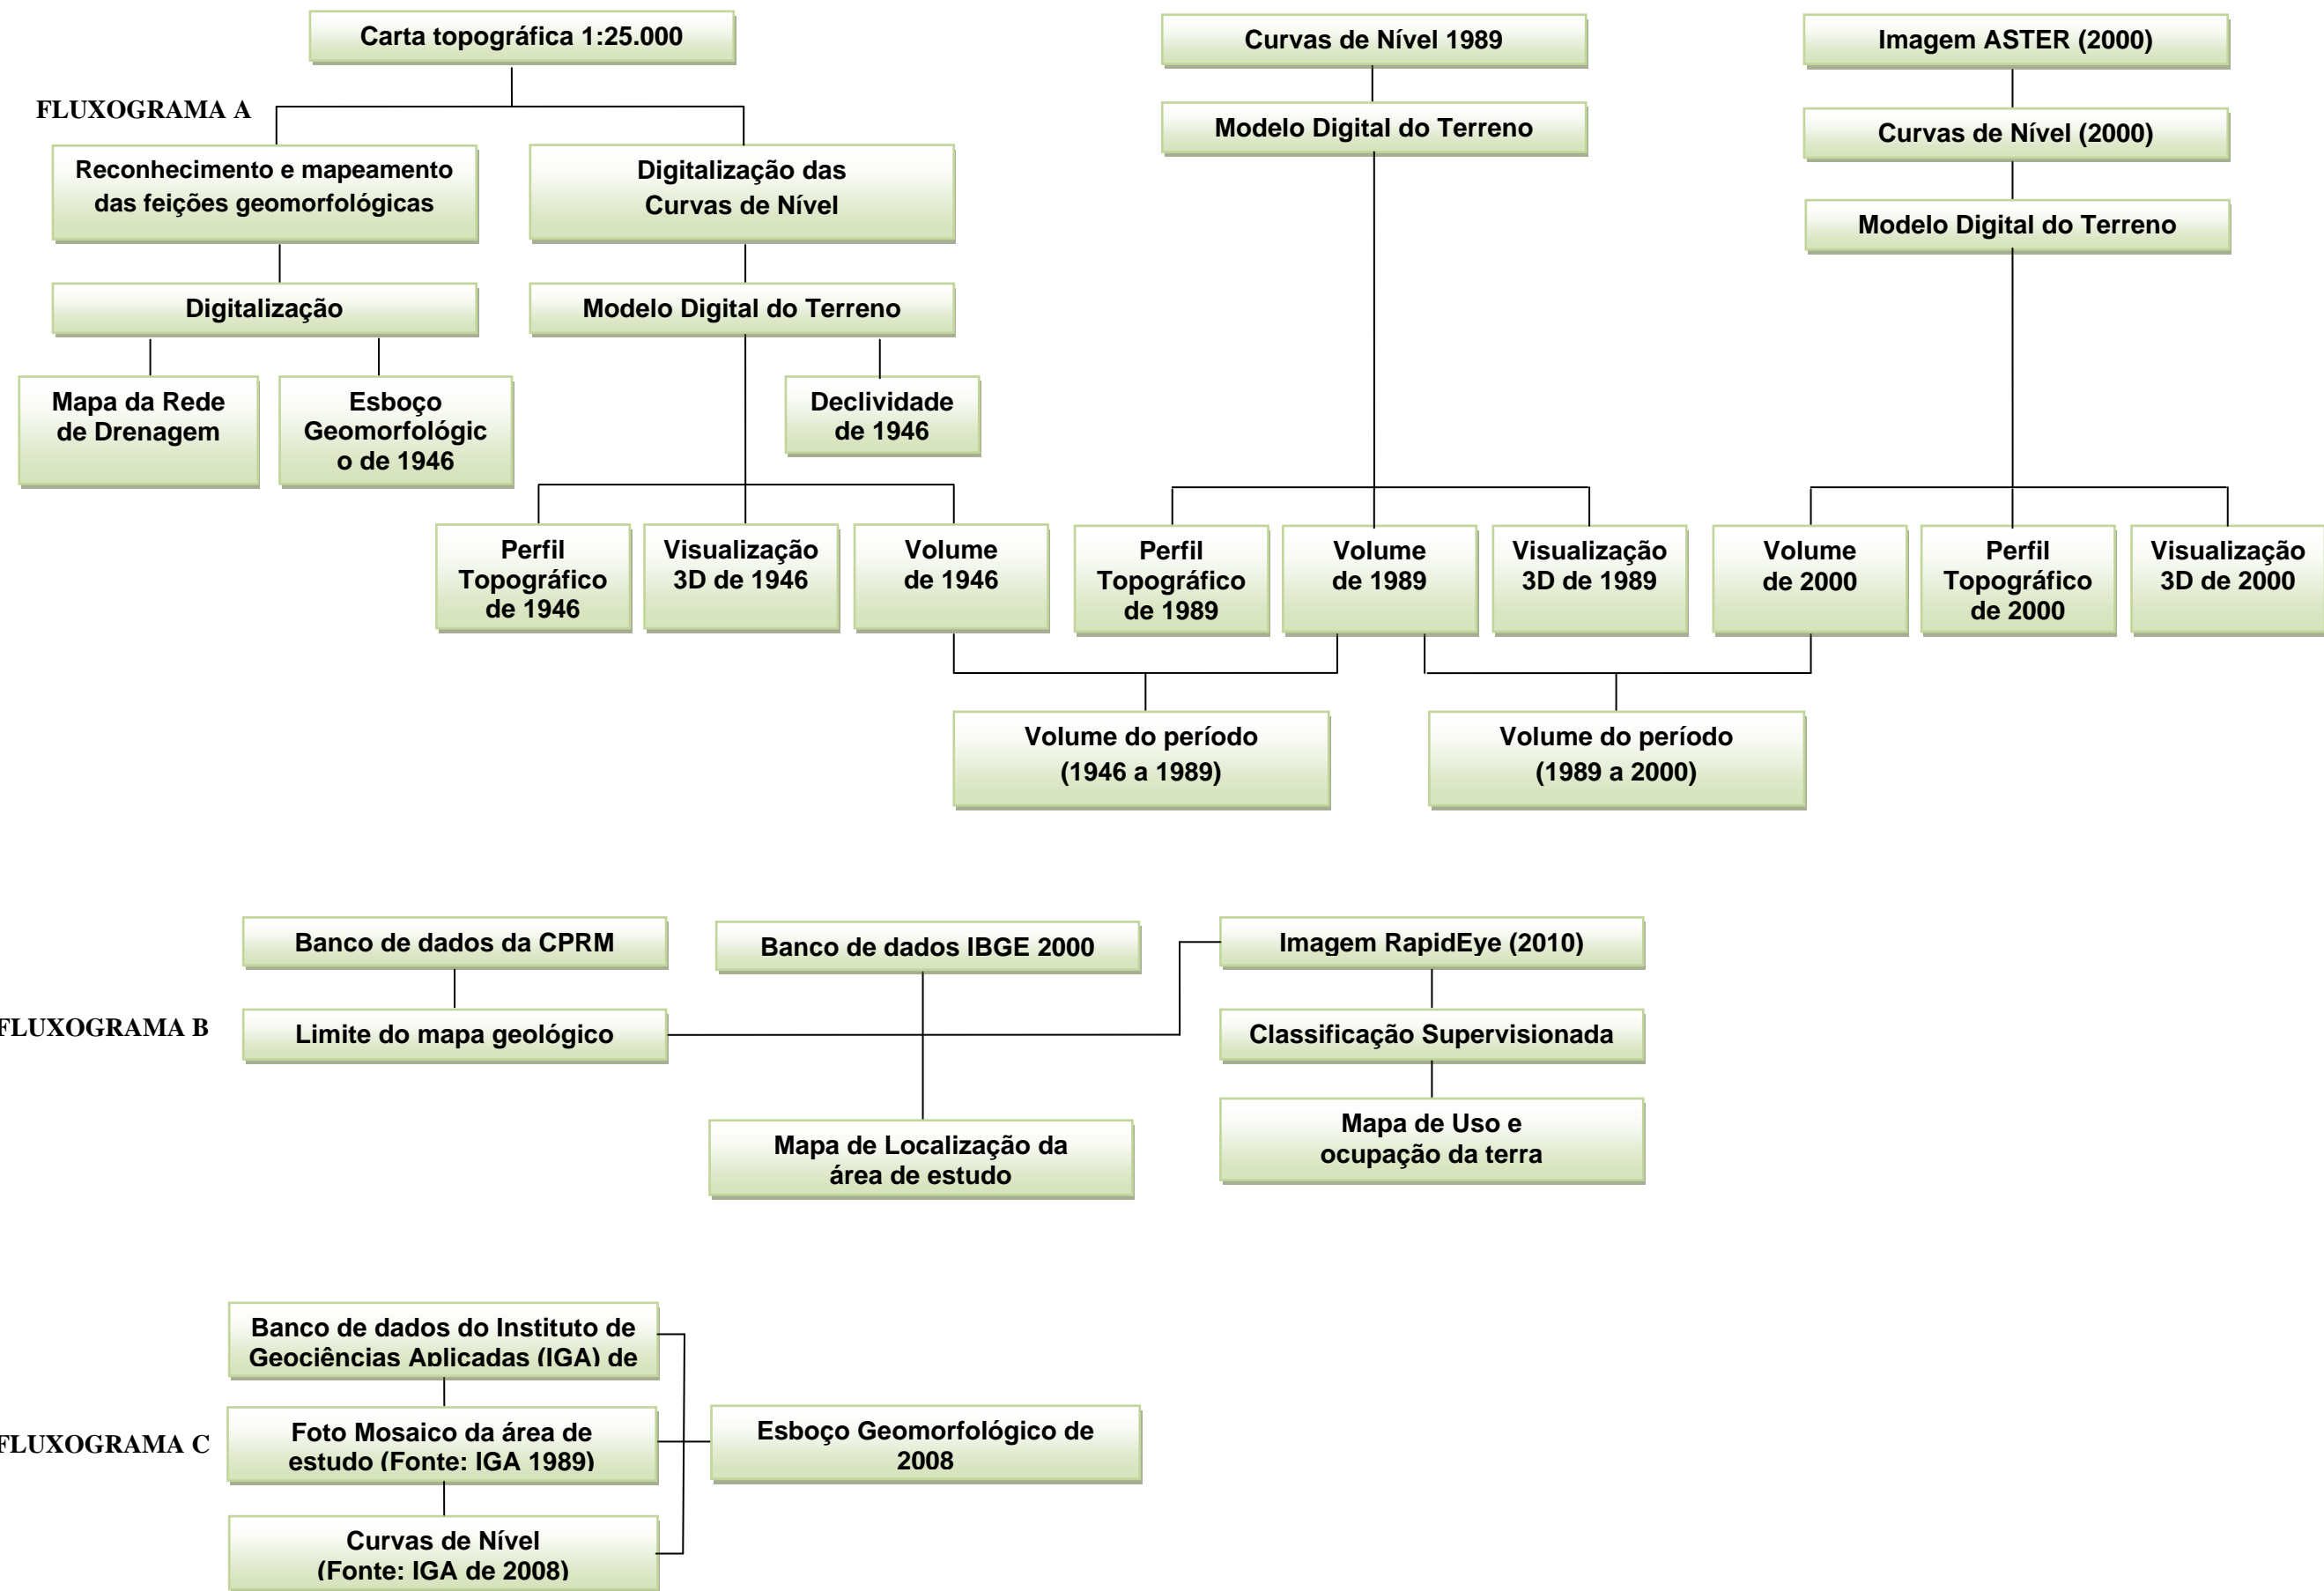 Carta topográfica 1:25.000
Curvas de Nível 1989
Imagem ASTER (2000)
FLUXOGRAMA A
Modelo Digital do Terreno
Curvas de Nível (2000)
Reconhecimento e mapeamento
das feições geomorfológicas
Digitalização das
Curvas de Nível
Modelo Digital do Terreno
Digitalização
Modelo Digital do Terreno
Mapa da Rede
de Drenagem
Esboço
Geomorfológic
o de 1946
Declividade
de 1946
Perfil
Topográfico
de 1946
Visualização
3D de 1946
Volume
de 1946
Perfil
Topográfico
de 1989
Volume
de 1989
Visualização
3D de 1989
Volume
de 2000
Perfil
Topográfico
de 2000
Visualização
3D de 2000
Volume do período
(1946 a 1989)
Volume do período
(1989 a 2000)
Banco de dados da CPRM
Banco de dados IBGE 2000
Imagem RapidEye (2010)
FLUXOGRAMA B
Limite do mapa geológico
Classificação Supervisionada
Mapa de Localização da
área de estudo
Mapa de Uso e
ocupação da terra
Banco de dados do Instituto de
Geociências Aplicadas (IGA) de
FLUXOGRAMA C
Foto Mosaico da área de
estudo (Fonte: IGA 1989)
Esboço Geomorfológico de
2008
Curvas de Nível
(Fonte: IGA de 2008)